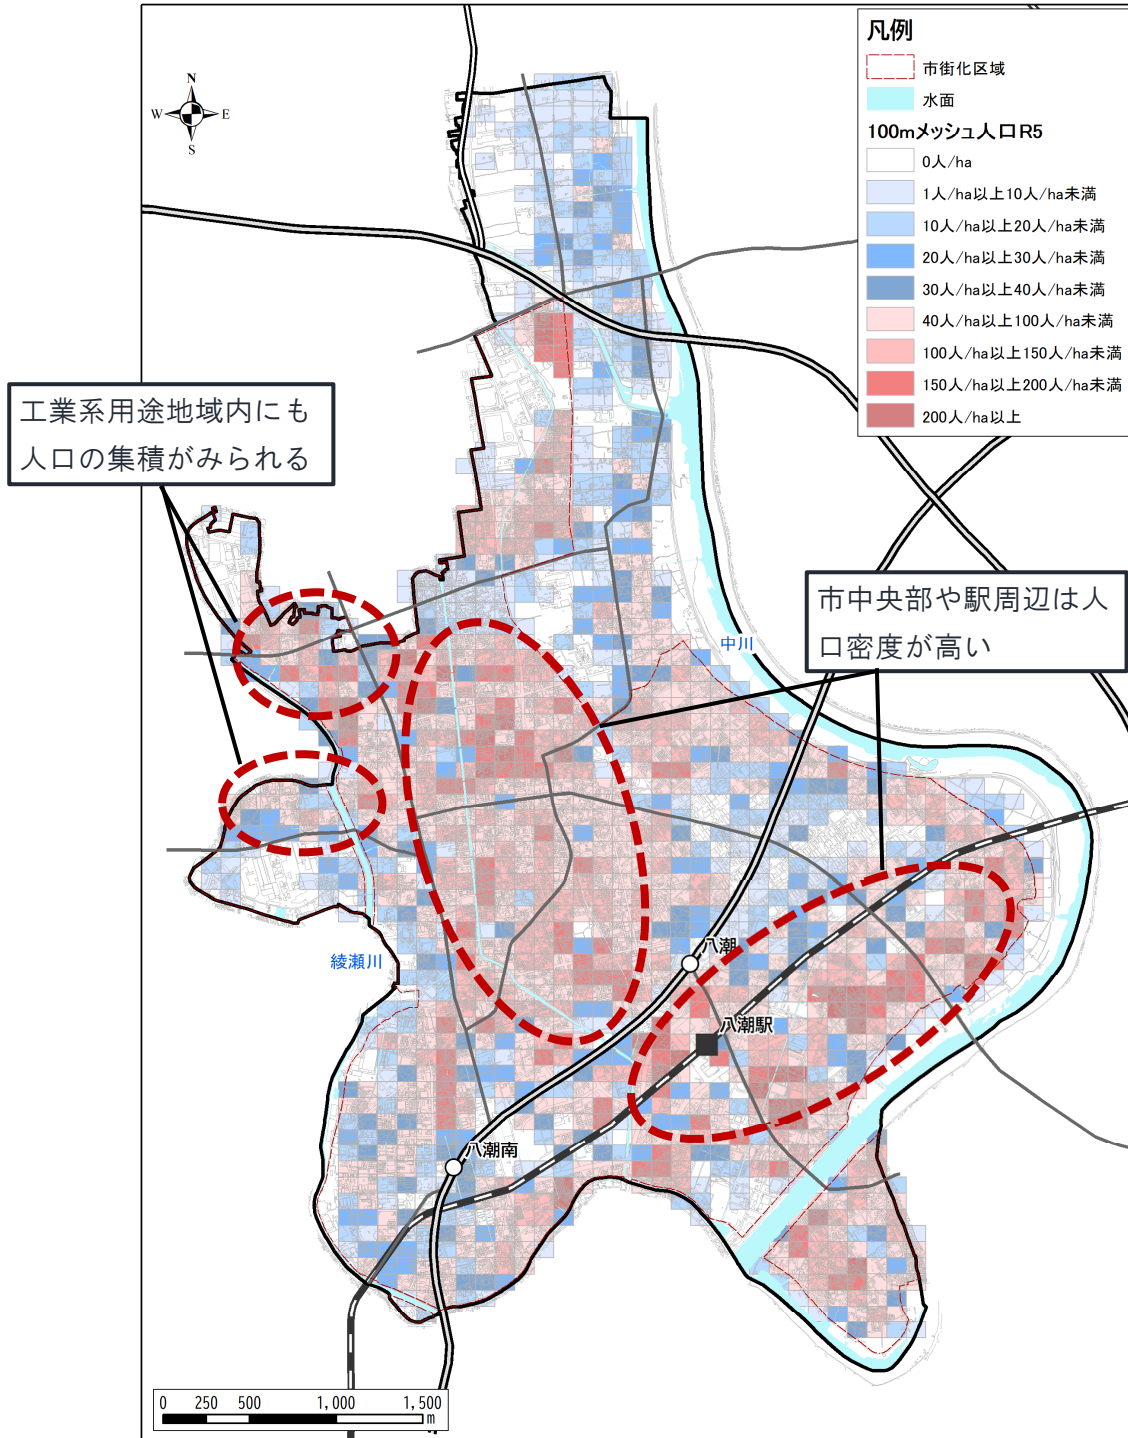 凡例
市街化区域
水面
100mメッシュ人口R5
0人/ha
1人/ha以上10人/ha未満
10人/ha以上20人/ha未満
20人/ha以上30人/ha未満
30人/ha以上40人/ha未満
40人/ha以上100人/ha未満
100人/ha以上150人/ha未満
150人/ha以上200人/ha未満
200人/ha以上
N
W E
S
工業系用途地域内にも
人口の集積がみられる
市中央部や駅周辺は人
口密度が高い
中川
綾瀬川
八潮
八潮駅
八潮南
0 250 500 1,000 1,500
m